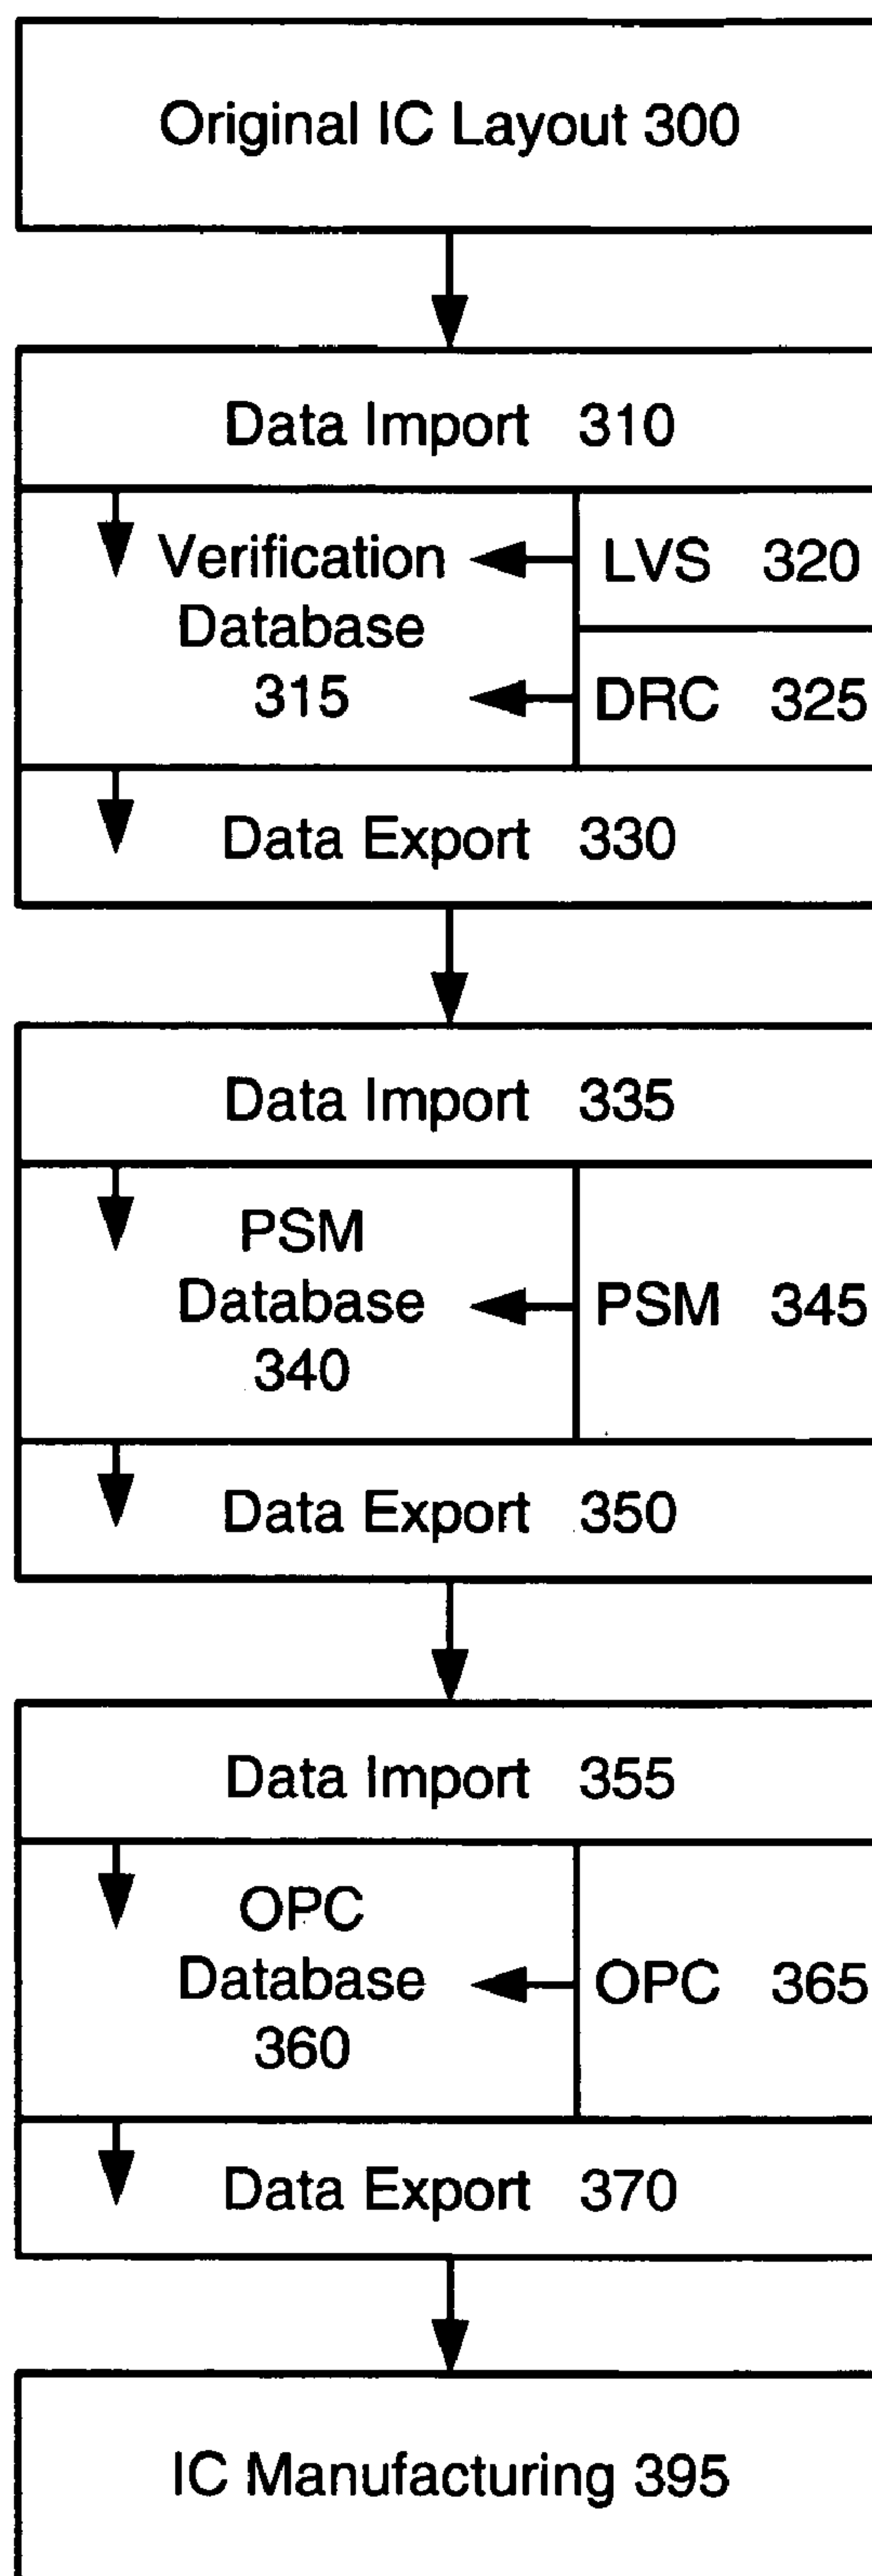 Original IC Layout 300
Data Import 310
Verification
Database
315
LVS 320
DRC 325
Data Export 330
Data Import 335
PSM
Database
340
PSM 345
Data Export 350
Data Import 355
OPC
Database
360
OPC 365
Data Export 370
IC Manufacturing 395